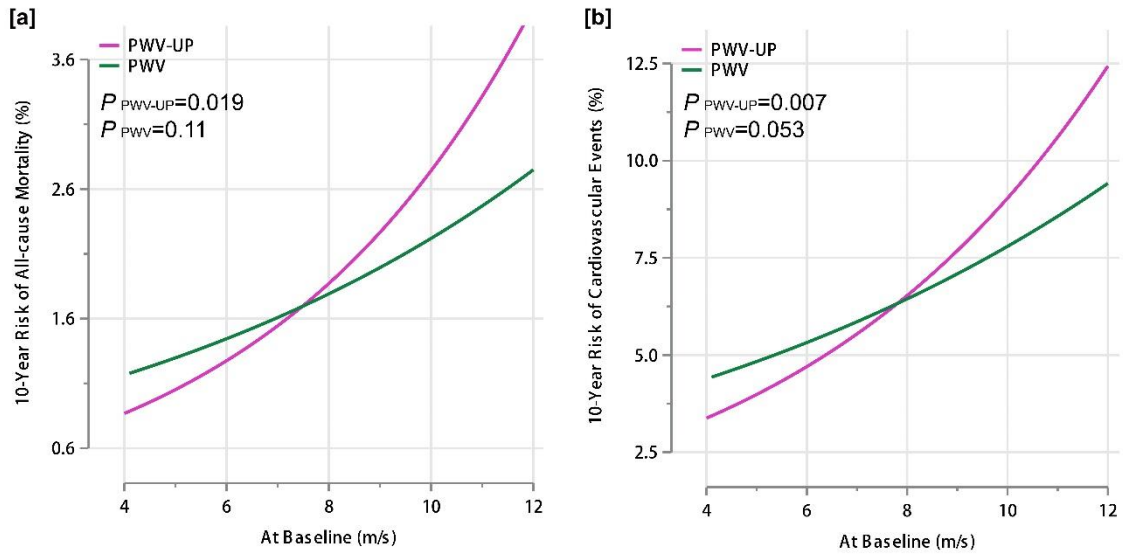 [a]
PWV-UP
PWV
P PWV-UP=0.019
P PWV=0.11
10-Year Risk of All-cause Mortality (%)
3.6
2.6
1.6
0.6
4 6 8 10 12
At Baseline (m/s)
[b]
PWV-UP
PWV
P PWV-UP=0.007
P PWV=0.053
10-Year Risk of Cardiovascular Events (%)
12.5
10.0
7.5
5.0
2.5
4 6 8 10 12
At Baseline (m/s)